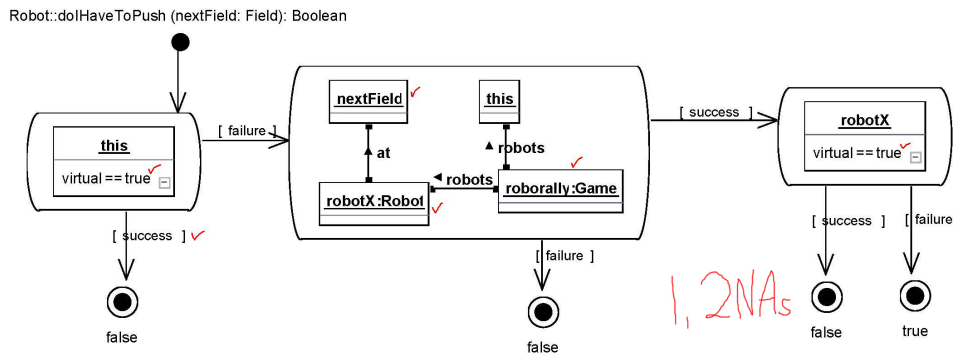 Robot::doIHaveToPush (nextField: Field): Boolean
this
virtual == true
[ success ]
false
[ failure ]
nextField
this
▲ at
▲ robots
◄ robots
robotX:Robot
roborally:Game
[ failure ]
false
[ success ]
robotX
virtual == true
[ success ]
[ failure
false
true
1, 2NAs